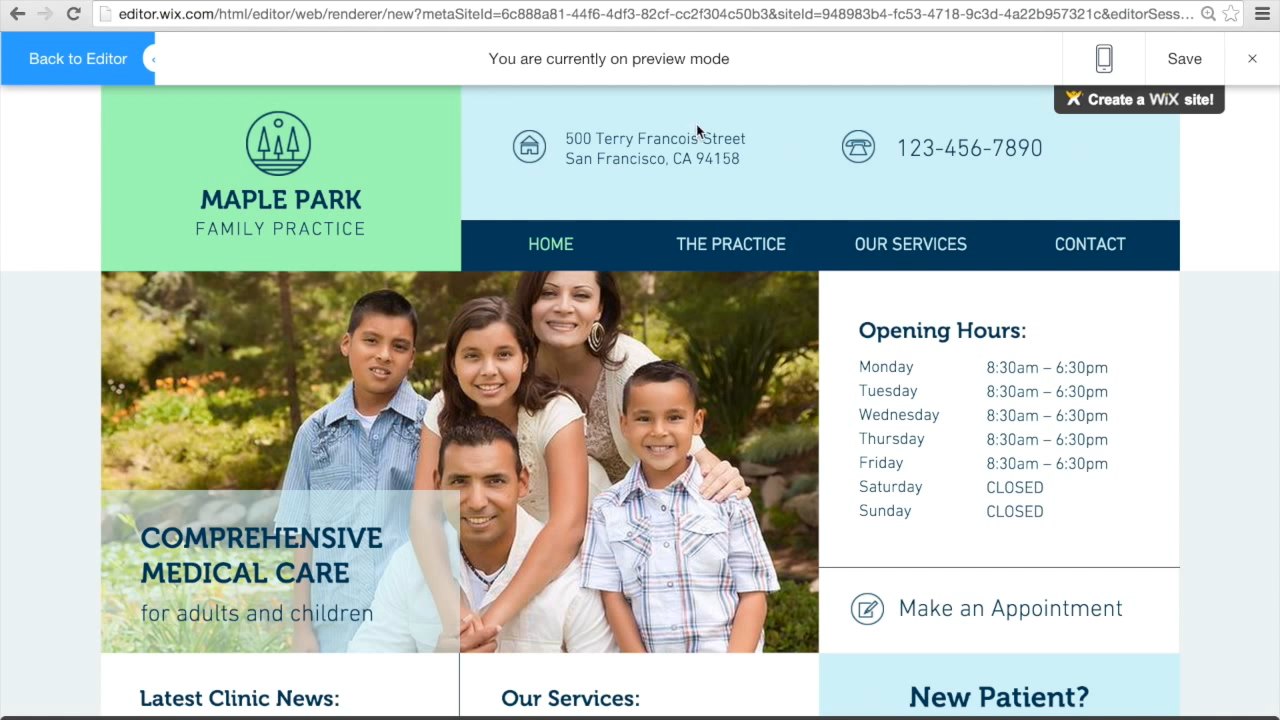 editor.wix.com/html/editor/web/renderer/new?metaSiteId=6c888a81-44f6-4df3-82cf-cc2f304c50b3&siteId=948983b4-fc53-4718-9c3d-4a22b957321c&editorSess...
Back to Editor
You are currently on preview mode
Save
Create a WiX site!
500 Terry Francois Street
San Francisco, CA 94158
123-456-7890
MAPLE PARK
FAMILY PRACTICE
HOME
THE PRACTICE
OUR SERVICES
CONTACT
Opening Hours:
Monday 8:30am – 6:30pm
Tuesday 8:30am – 6:30pm
Wednesday 8:30am – 6:30pm
Thursday 8:30am – 6:30pm
Friday 8:30am – 6:30pm
Saturday CLOSED
Sunday CLOSED
COMPREHENSIVE
MEDICAL CARE
for adults and children
Make an Appointment
Latest Clinic News:
Our Services:
New Patient?